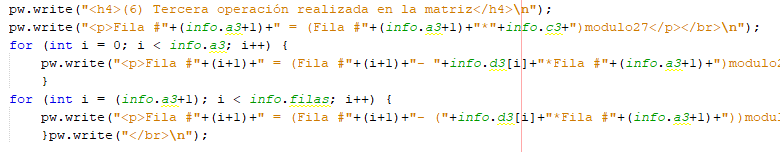 pw.write("<h4>(6) Tercera operación realizada en la matriz</h4>\n");
pw.write("<p>Fila #"+(info.a3+1)+" = (Fila #"+(info.a3+1)+"*"+info.c3+")modulo27</p></br>\n");
for (int i = 0; i < info.a3; i++) {
pw.write("<p>Fila #"+(i+1)+" = (Fila #"+(i+1)+"- "+info.d3[i]+"*Fila #"+(info.a3+1)+")modulo2
}
for (int i = (info.a3+1); i < info.filas; i++) {
pw.write("<p>Fila #"+(i+1)+" = (Fila #"+(i+1)+"- ("+info.d3[i]+"*Fila #"+(info.a3+1)+"))modulo
}pw.write("</br>\n");